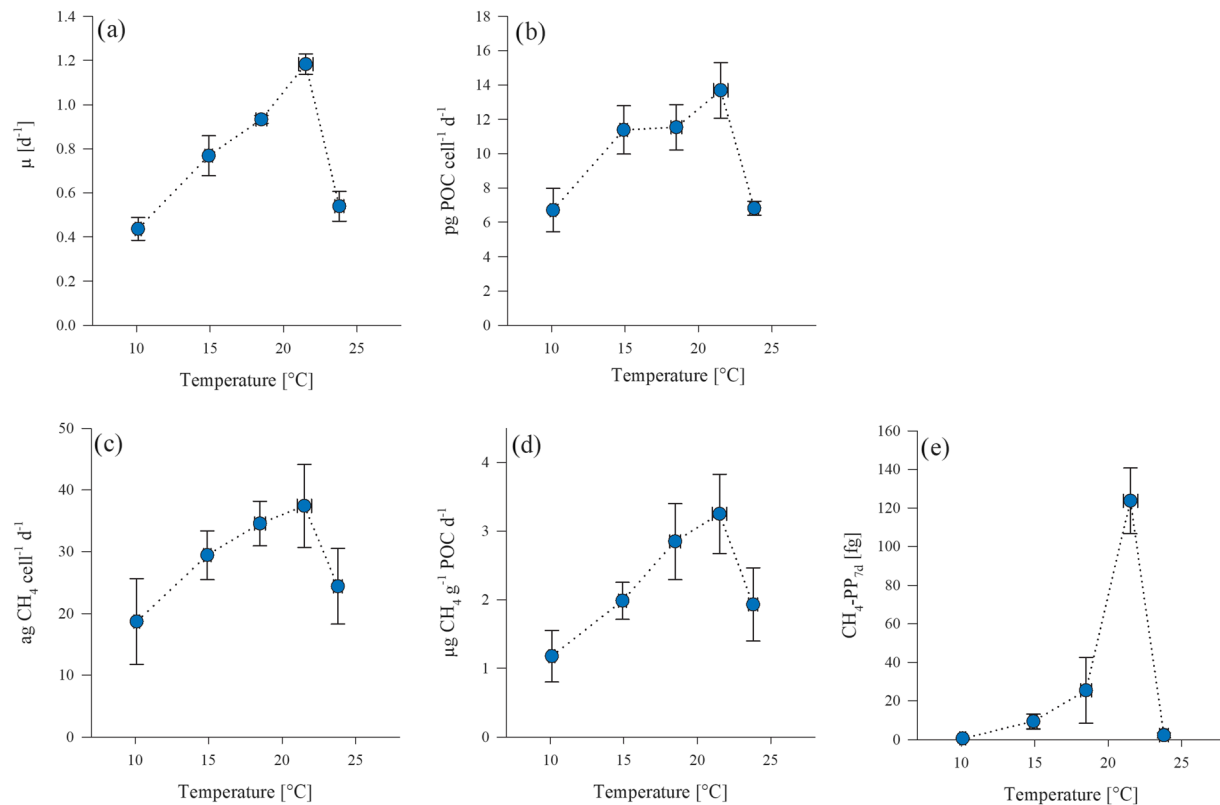 (a)
1.4
1.2
1.0
0.8
0.6
0.4
0.2
0.0
μ [d-1]
10 15 20 25
Temperature [°C]
(b)
18
16
14
12
10
8
6
4
2
0
pg POC cell-1 d-1
10 15 20 25
Temperature [°C]
(c)
50
40
30
20
10
0
ag CH4 cell-1 d-1
10 15 20 25
Temperature [°C]
(d)
4
3
2
1
0
μg CH4 g-1 POC d-1
10 15 20 25
Temperature [°C]
(e)
160
140
120
100
80
60
40
20
0
CH4-PP7d [fg]
10 15 20 25
Temperature [°C]